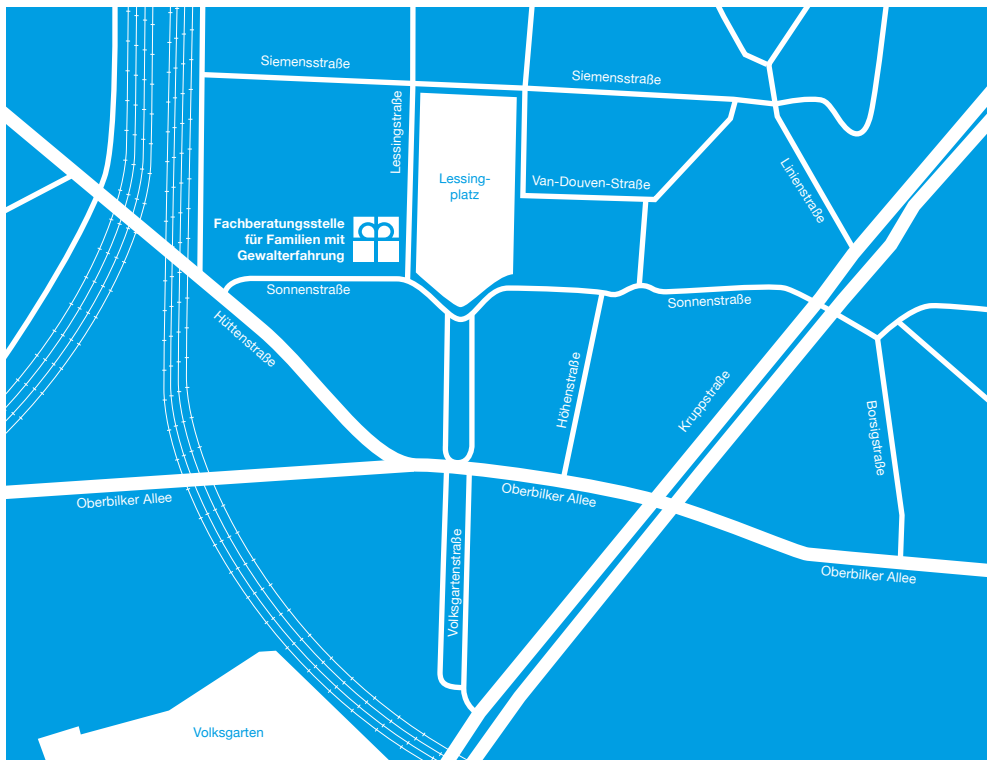 Siemensstraße
Siemensstraße
Lessingstraße
Lessing-
platz
Van-Douven-Straße
Linienstraße
Fachberatungsstelle
für Familien mit
Gewalterfahrung
Sonnenstraße
Sonnenstraße
Hüttenstraße
Höhenstraße
Kruppstraße
Borsigstraße
Oberbilker Allee
Oberbilker Allee
Volksgartenstraße
Oberbilker Allee
Volksgarten